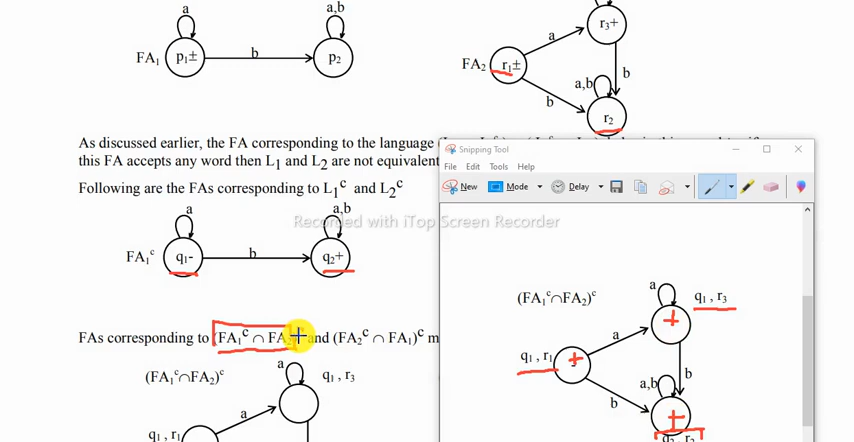 a
a,b
FA1
p1±
b
p2
r3+
a
FA2
r1±
b
a,b
b
r2
As discussed earlier, the FA corresponding to the language
this FA accepts any word then L1 and L2 are not equivalent
Following are the FAs corresponding to L1c and L2c
a
a,b
Recorded with iTop Screen Recorder
FA1c
q1-
b
q2+
FAs corresponding to (FA1c ∩ FA2 and (FA2c ∩ FA1)c
(FA1c∩FA2)c
a
q1 , r3
a
q1 , r1
Snipping Tool
File Edit Tools Help
New Mode Delay
(FA1c∩FA2)c
a
q1 , r3
+
a
q1 , r1
+
b
a,b
b
+